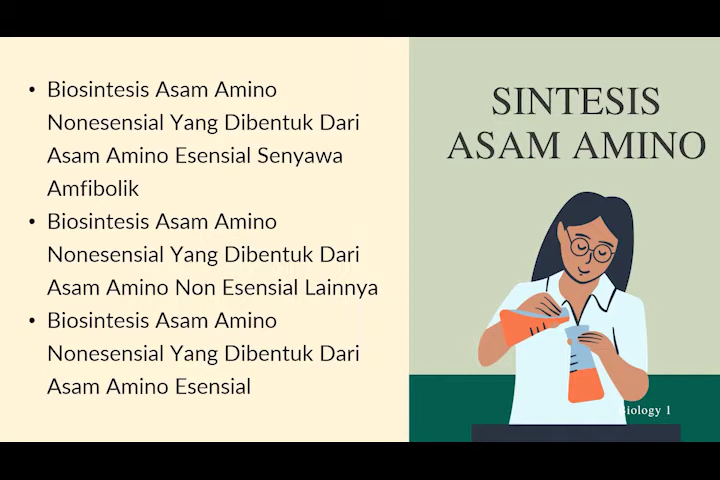 • Biosintesis Asam Amino
Nonesensial Yang Dibentuk Dari
Asam Amino Esensial Senyawa
Amfibolik
• Biosintesis Asam Amino
Nonesensial Yang Dibentuk Dari
Asam Amino Non Esensial Lainnya
• Biosintesis Asam Amino
Nonesensial Yang Dibentuk Dari
Asam Amino Esensial
SINTESIS
ASAM AMINO
Biology 1